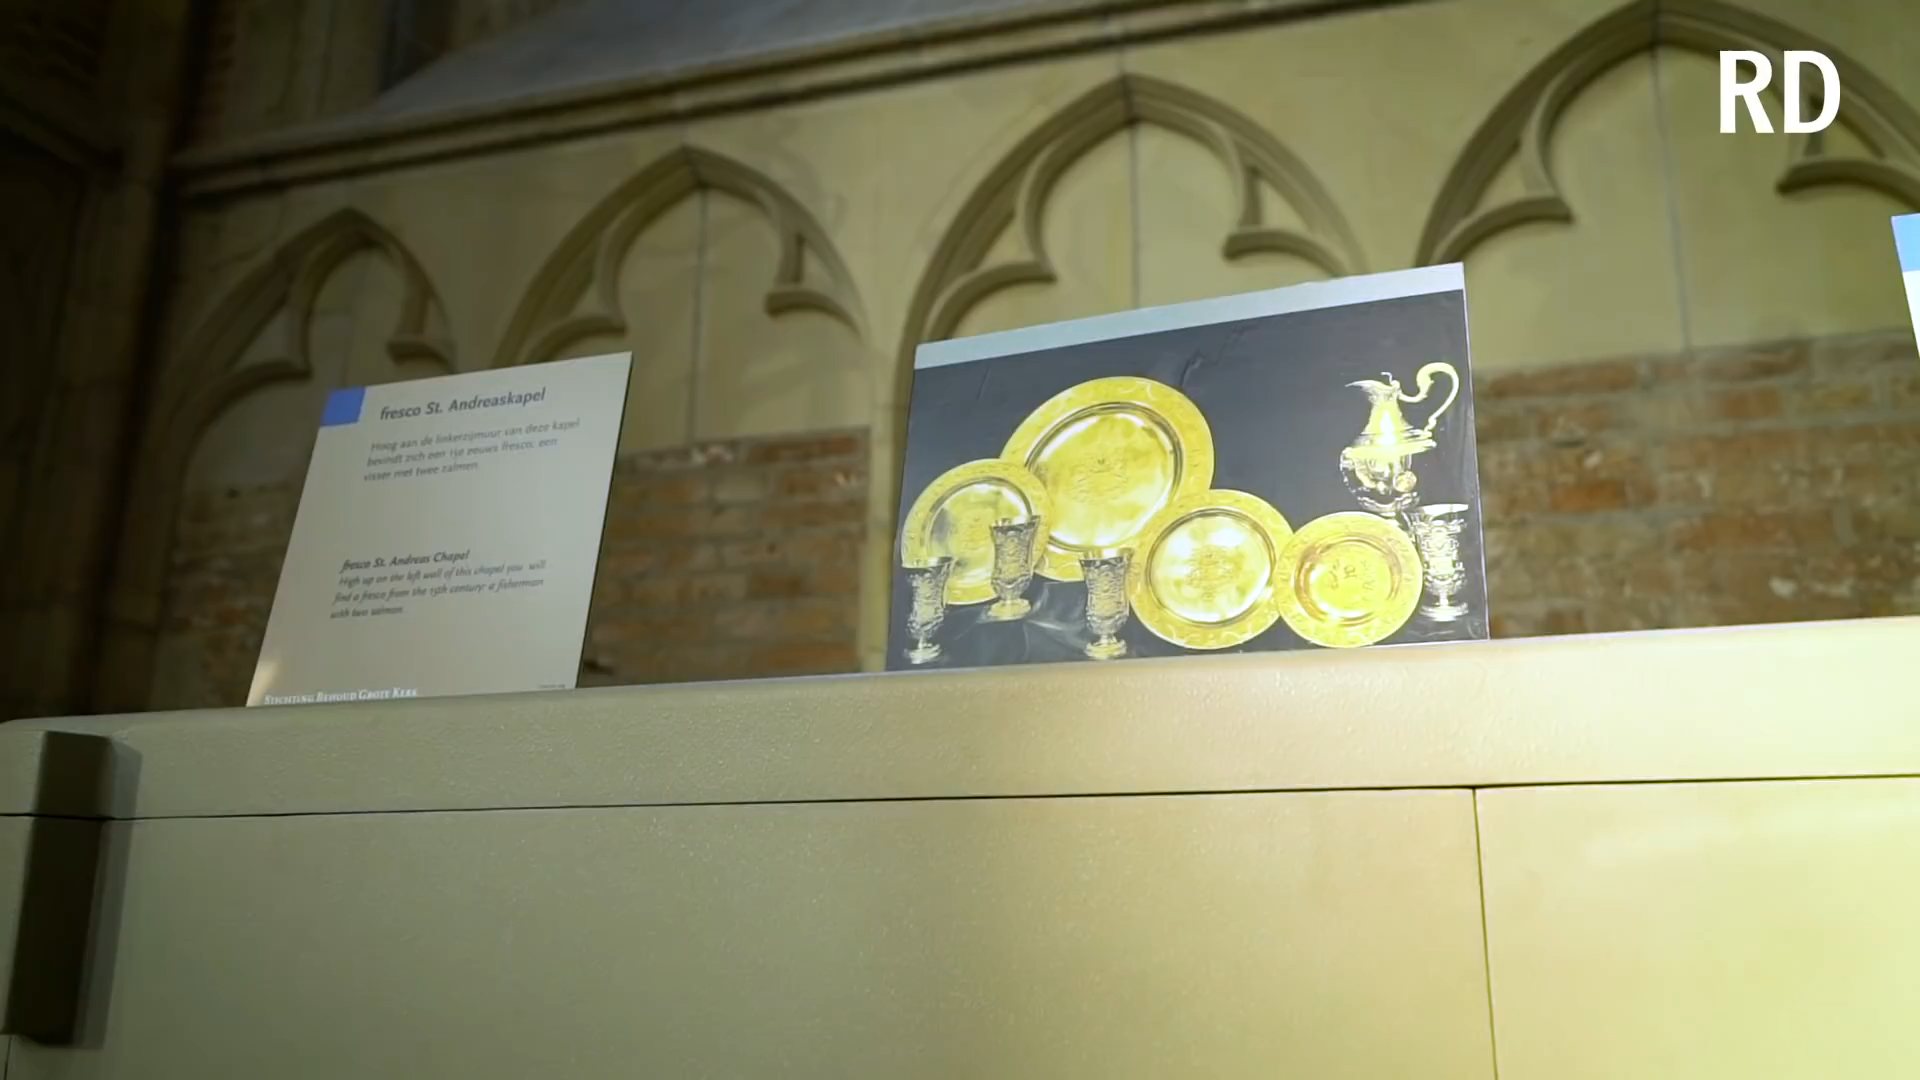 RD
fresco St. Andreaskapel
Hoog aan de linkerzijmuur van deze kapel
bevindt zich een 15e eeuws fresco; een
visser met twee zalmen.
fresco St. Andreas Chapel
High up on the left wall of this chapel you will
find a fresco from the 15th century: a fisherman
with two salmon
STICHTING BEHOUD GROTE KERK